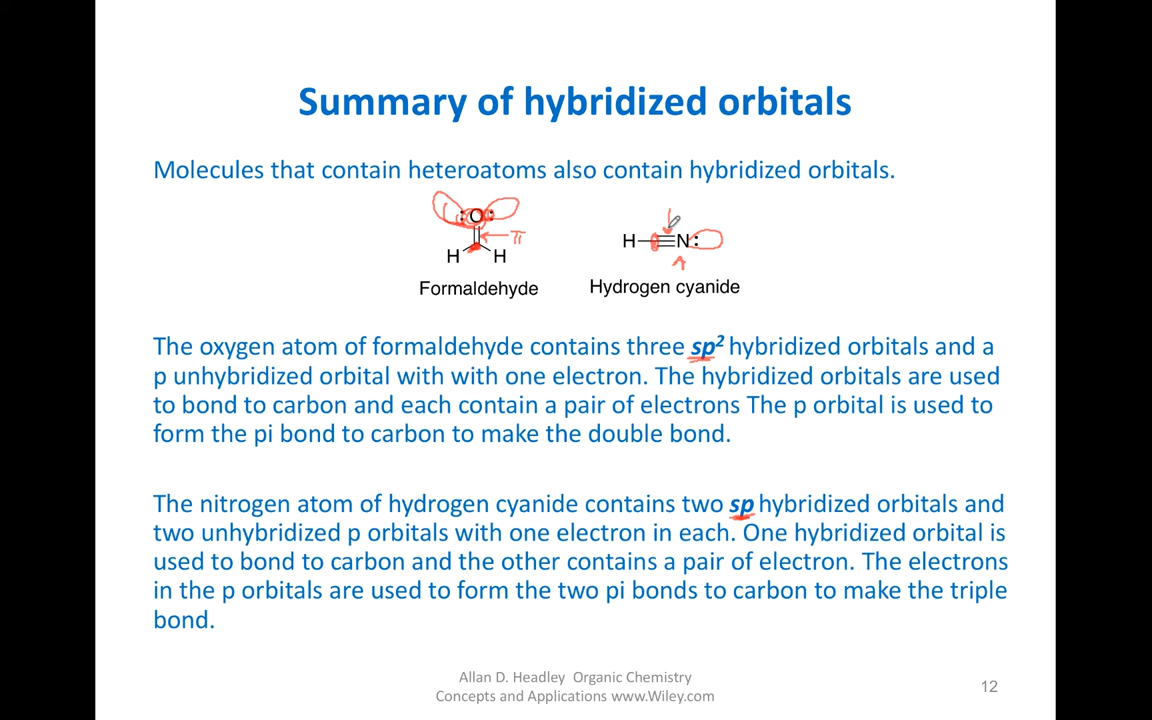 Summary of hybridized orbitals
Molecules that contain heteroatoms also contain hybridized orbitals.
:O:
π
H H
H N:
Formaldehyde
Hydrogen cyanide
The oxygen atom of formaldehyde contains three sp² hybridized orbitals and a
p unhybridized orbital with with one electron. The hybridized orbitals are used
to bond to carbon and each contain a pair of electrons The p orbital is used to
form the pi bond to carbon to make the double bond.
The nitrogen atom of hydrogen cyanide contains two sp hybridized orbitals and
two unhybridized p orbitals with one electron in each. One hybridized orbital is
used to bond to carbon and the other contains a pair of electron. The electrons
in the p orbitals are used to form the two pi bonds to carbon to make the triple
bond.
Allan D. Headley Organic Chemistry
Concepts and Applications www.Wiley.com
12